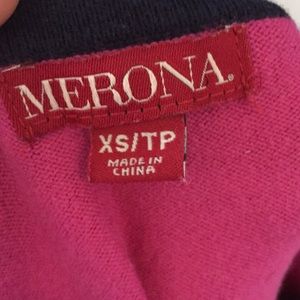 MERONA.
XS/TP
MADE IN
CHINA